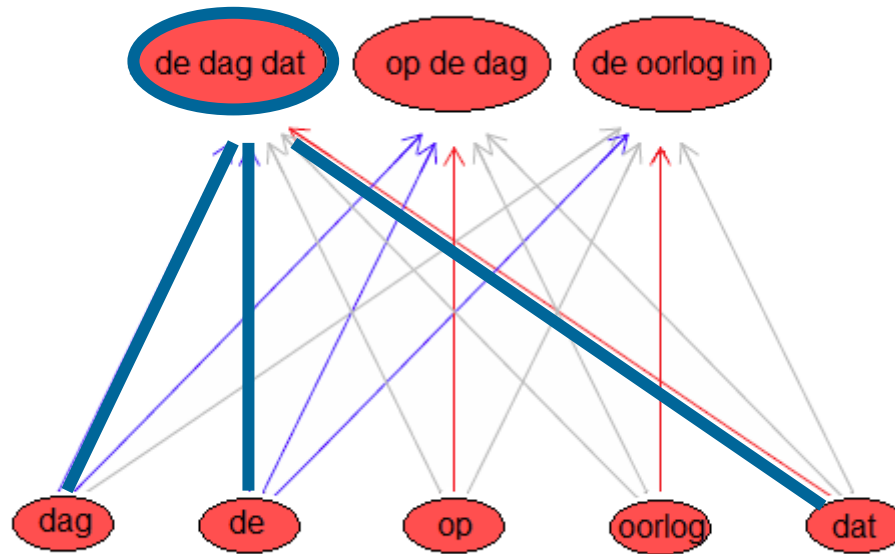 de dag dat
op de dag
de oorlog in
dag
de
op
oorlog
dat